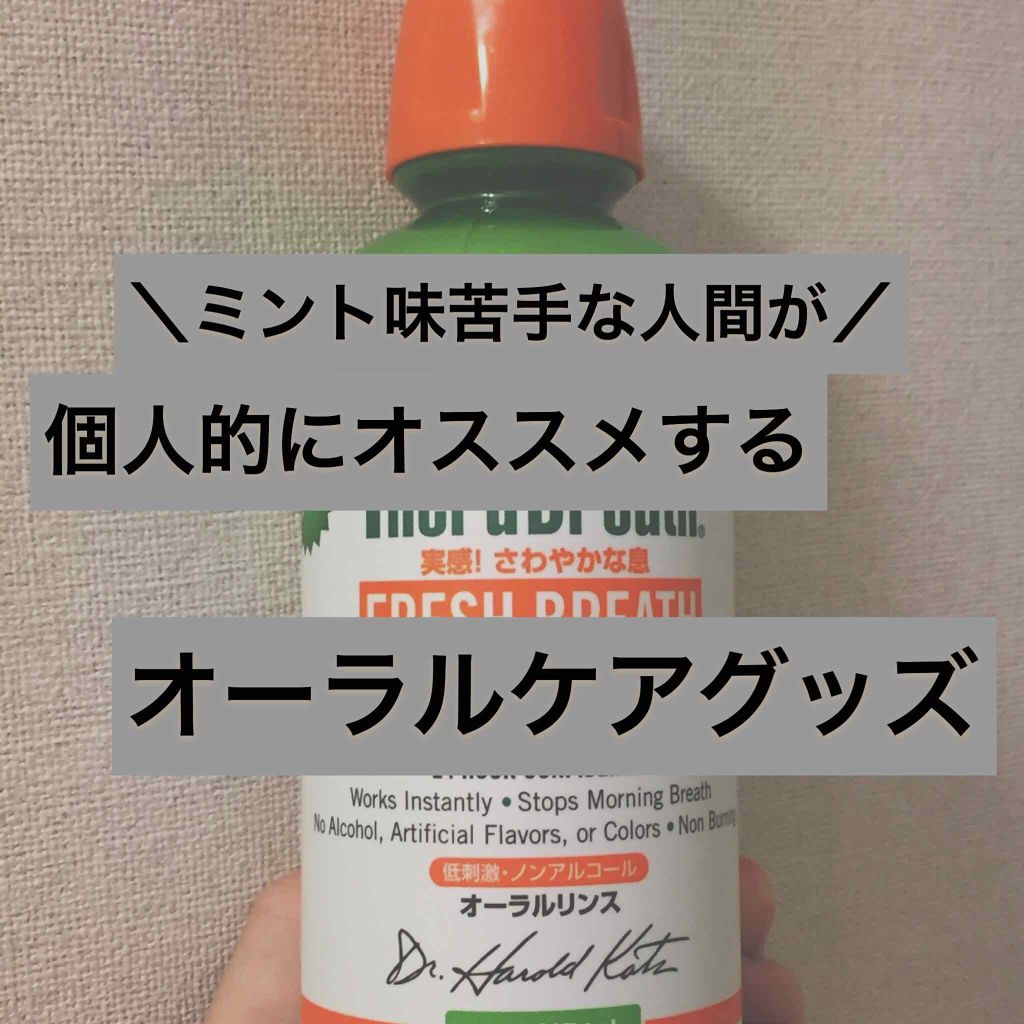 ＼ミント味苦手な人間が／
個人的にオススメする
TheraBreath®
実感! さわやかな息
FRESH BREATH
オーラルケアグッズ
Works Instantly • Stops Morning Breath
No Alcohol, Artificial Flavors, or Colors • Non Burning
低刺激・ノンアルコール
オーラルリンス
Dr. Harold Katz